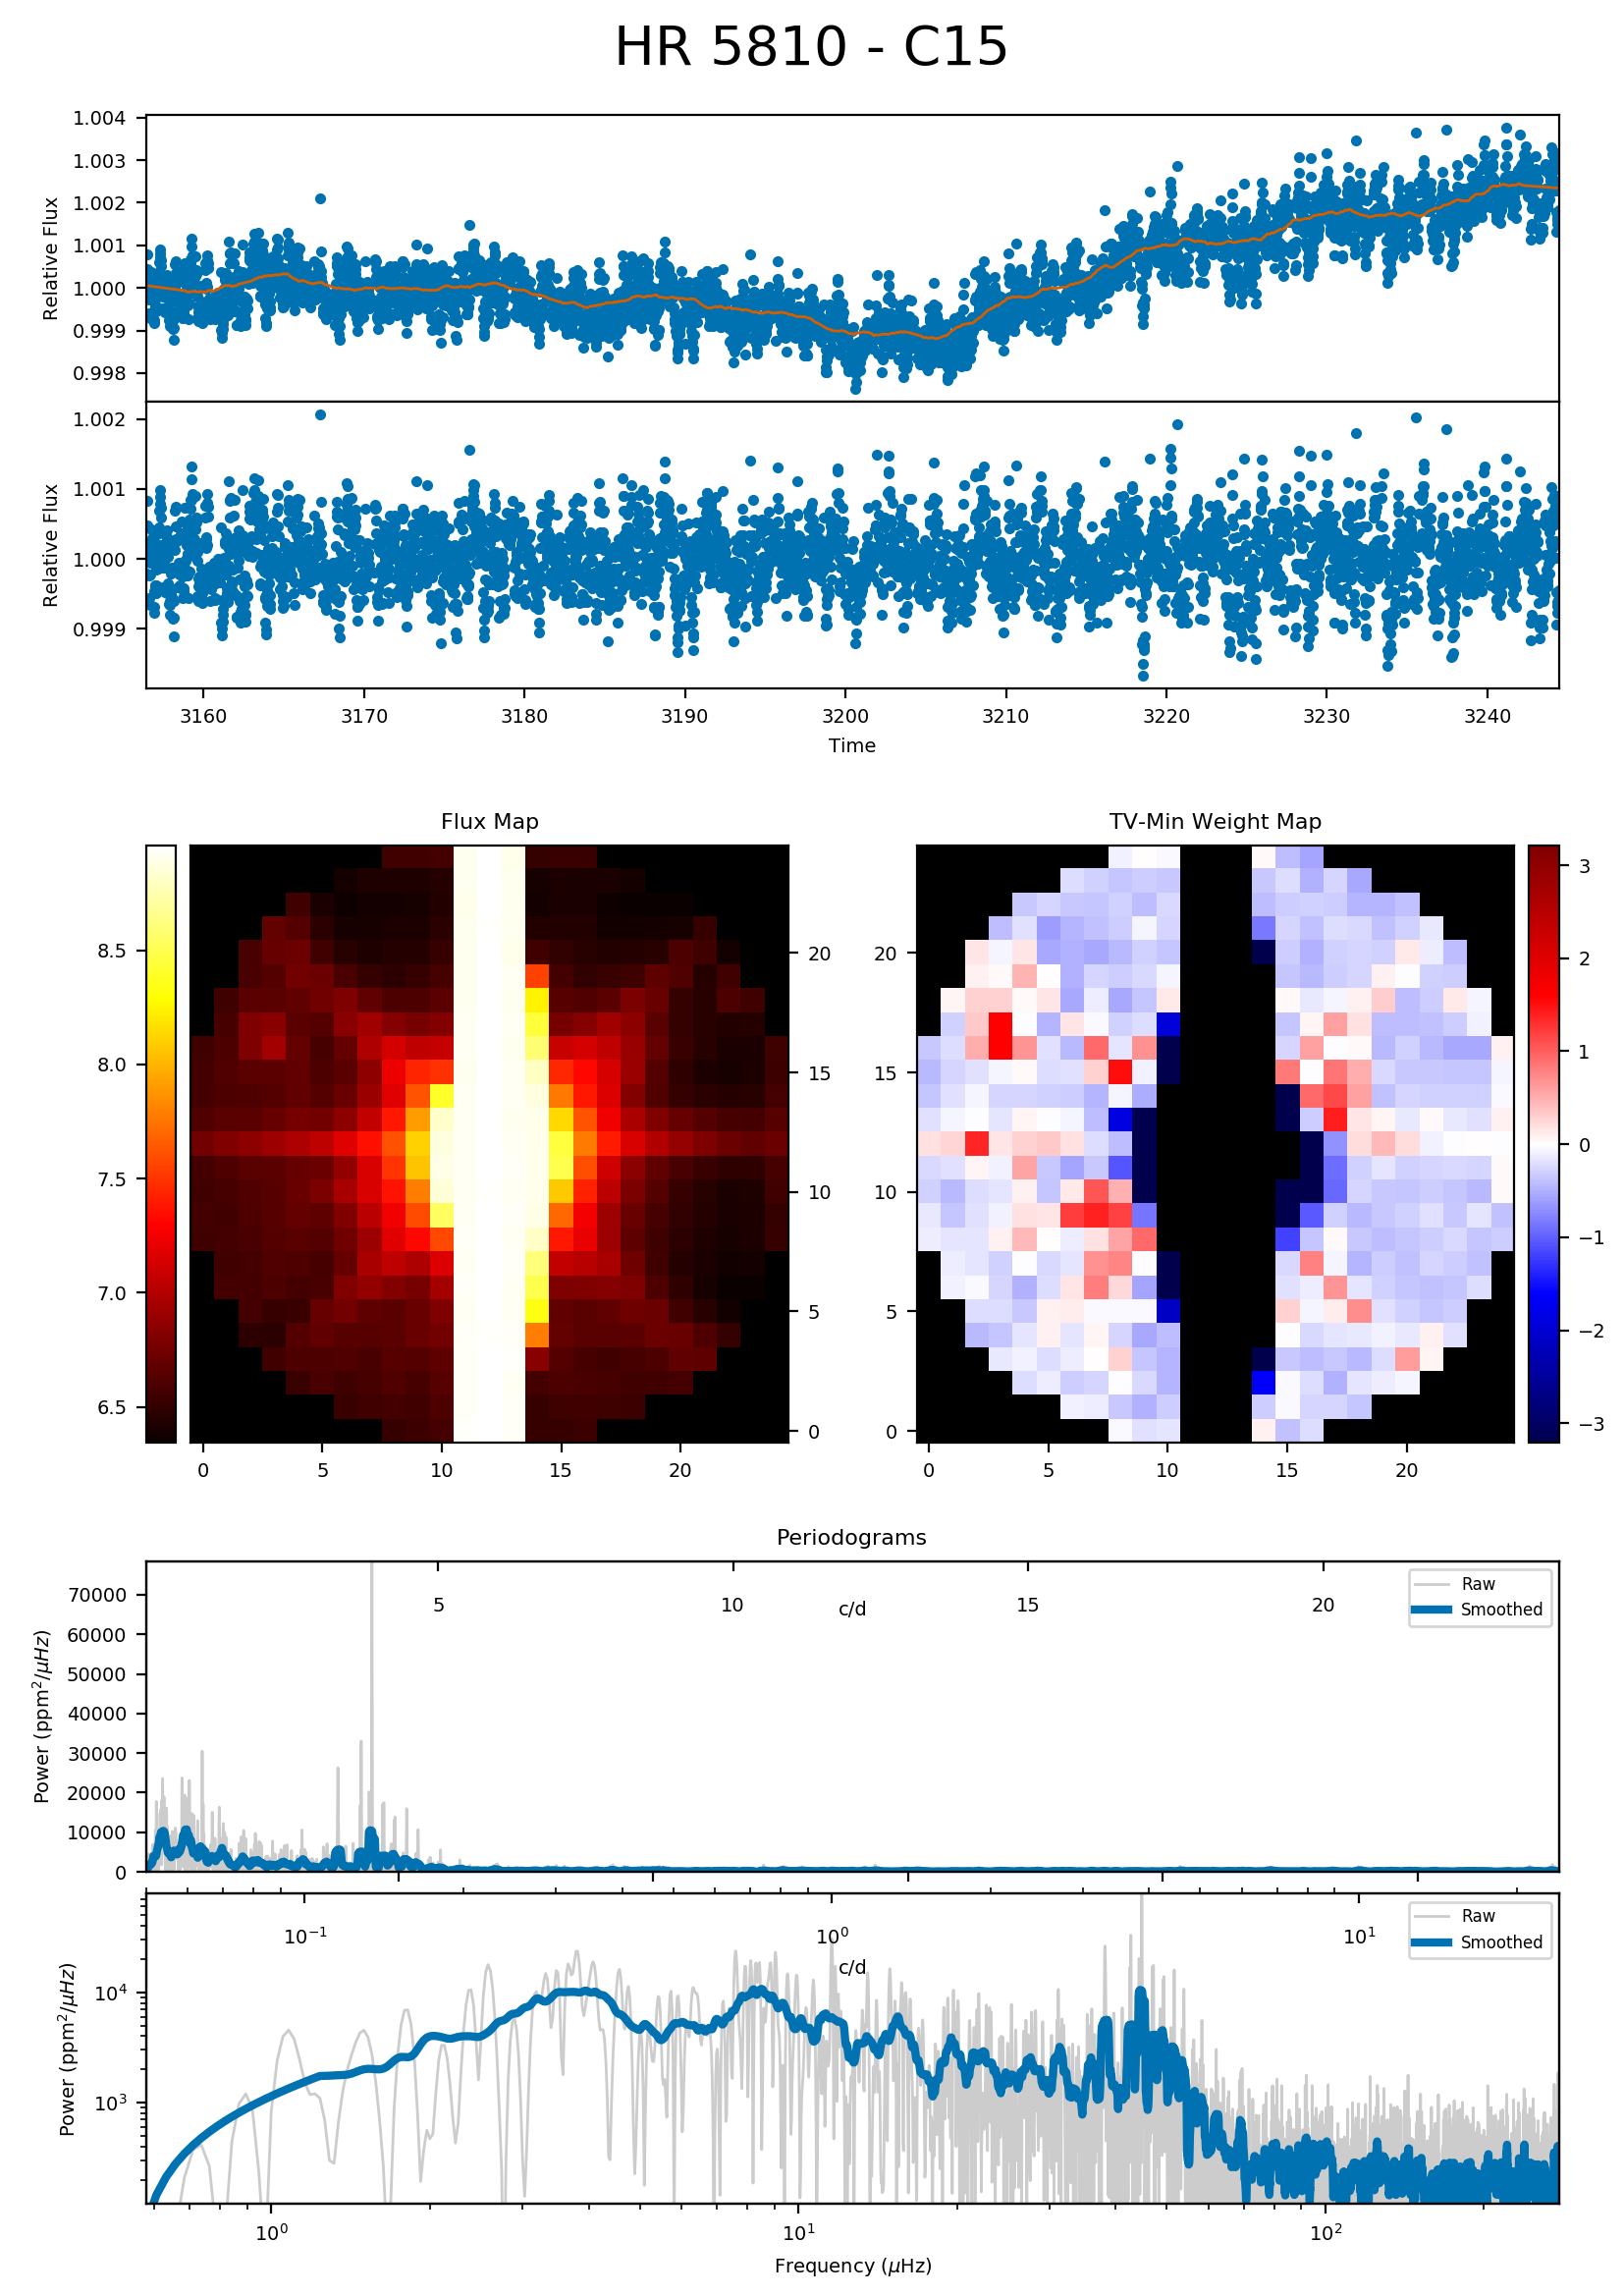 HR 5810 - C15
1.004
1.003
1.002
1.001
1.000
0.999
0.998
Relative Flux
1.002
1.001
1.000
0.999
Relative Flux
3160 3170 3180 3190 3200 3210 3220 3230 3240
Time
Flux Map
8.5
8.0
7.5
7.0
6.5
20
15
10
5
0
0 5 10 15 20
TV-Min Weight Map
20
15
10
5
0
0 5 10 15 20
3
2
1
0
−1
−2
−3
Periodograms
70000
60000
50000
40000
30000
20000
10000
0
Power (ppm²/μHz)
5 10 15 20
c/d
Raw
Smoothed
10⁴
10³
Power (ppm²/μHz)
10⁻¹ 10⁰ 10¹
c/d
Raw
Smoothed
10⁰ 10¹ 10²
Frequency (μHz)